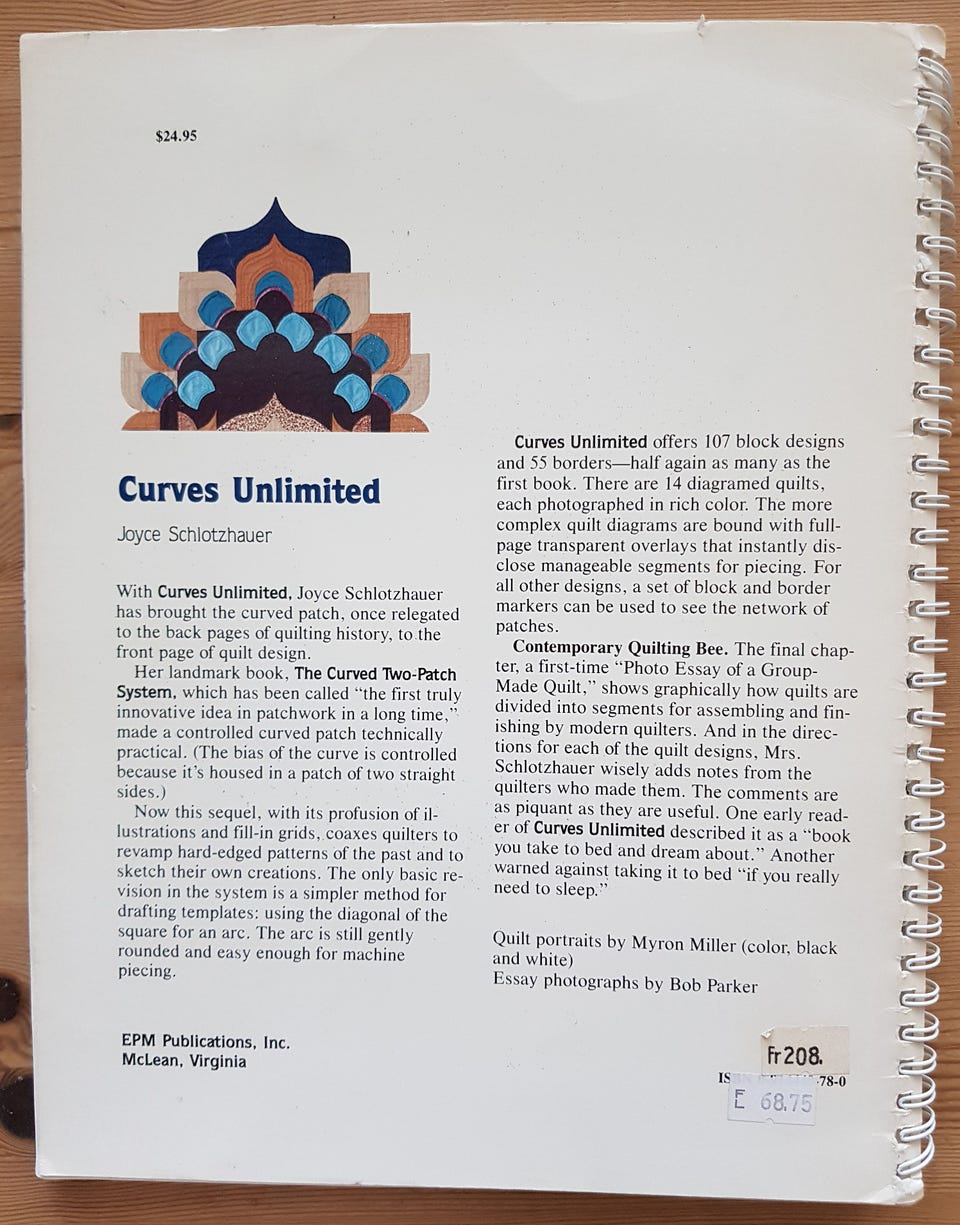 $24.95
Curves Unlimited
Joyce Schlotzhauer
With Curves Unlimited, Joyce Schlotzhauer
has brought the curved patch, once relegated
to the back pages of quilting history, to the
front page of quilt design.
Her landmark book, The Curved Two-Patch
System, which has been called “the first truly
innovative idea in patchwork in a long time,”
made a controlled curved patch technically
practical. (The bias of the curve is controlled
because it's housed in a patch of two straight
sides.)
Now this sequel, with its profusion of il-
lustrations and fill-in grids, coaxes quilters to
revamp hard-edged patterns of the past and to
sketch their own creations. The only basic re-
vision in the system is a simpler method for
drafting templates: using the diagonal of the
square for an arc. The arc is still gently
rounded and easy enough for machine
piecing.
EPM Publications, Inc.
McLean, Virginia
Curves Unlimited offers 107 block designs
and 55 borders—half again as many as the
first book. There are 14 diagramed quilts,
each photographed in rich color. The more
complex quilt diagrams are bound with full-
page transparent overlays that instantly dis-
close manageable segments for piecing. For
all other designs, a set of block and border
markers can be used to see the network of
patches.
Contemporary Quilting Bee. The final chap-
ter, a first-time “Photo Essay of a Group-
Made Quilt,” shows graphically how quilts are
divided into segments for assembling and fin-
ishing by modern quilters. And in the direc-
tions for each of the quilt designs, Mrs.
Schlotzhauer wisely adds notes from the
quilters who made them. The comments are
as piquant as they are useful. One early read-
er of Curves Unlimited described it as a “book
you take to bed and dream about.” Another
warned against taking it to bed “if you really
need to sleep.”
Quilt portraits by Myron Miller (color, black
and white)
Essay photographs by Bob Parker
Fr 208.
78-0
68.75